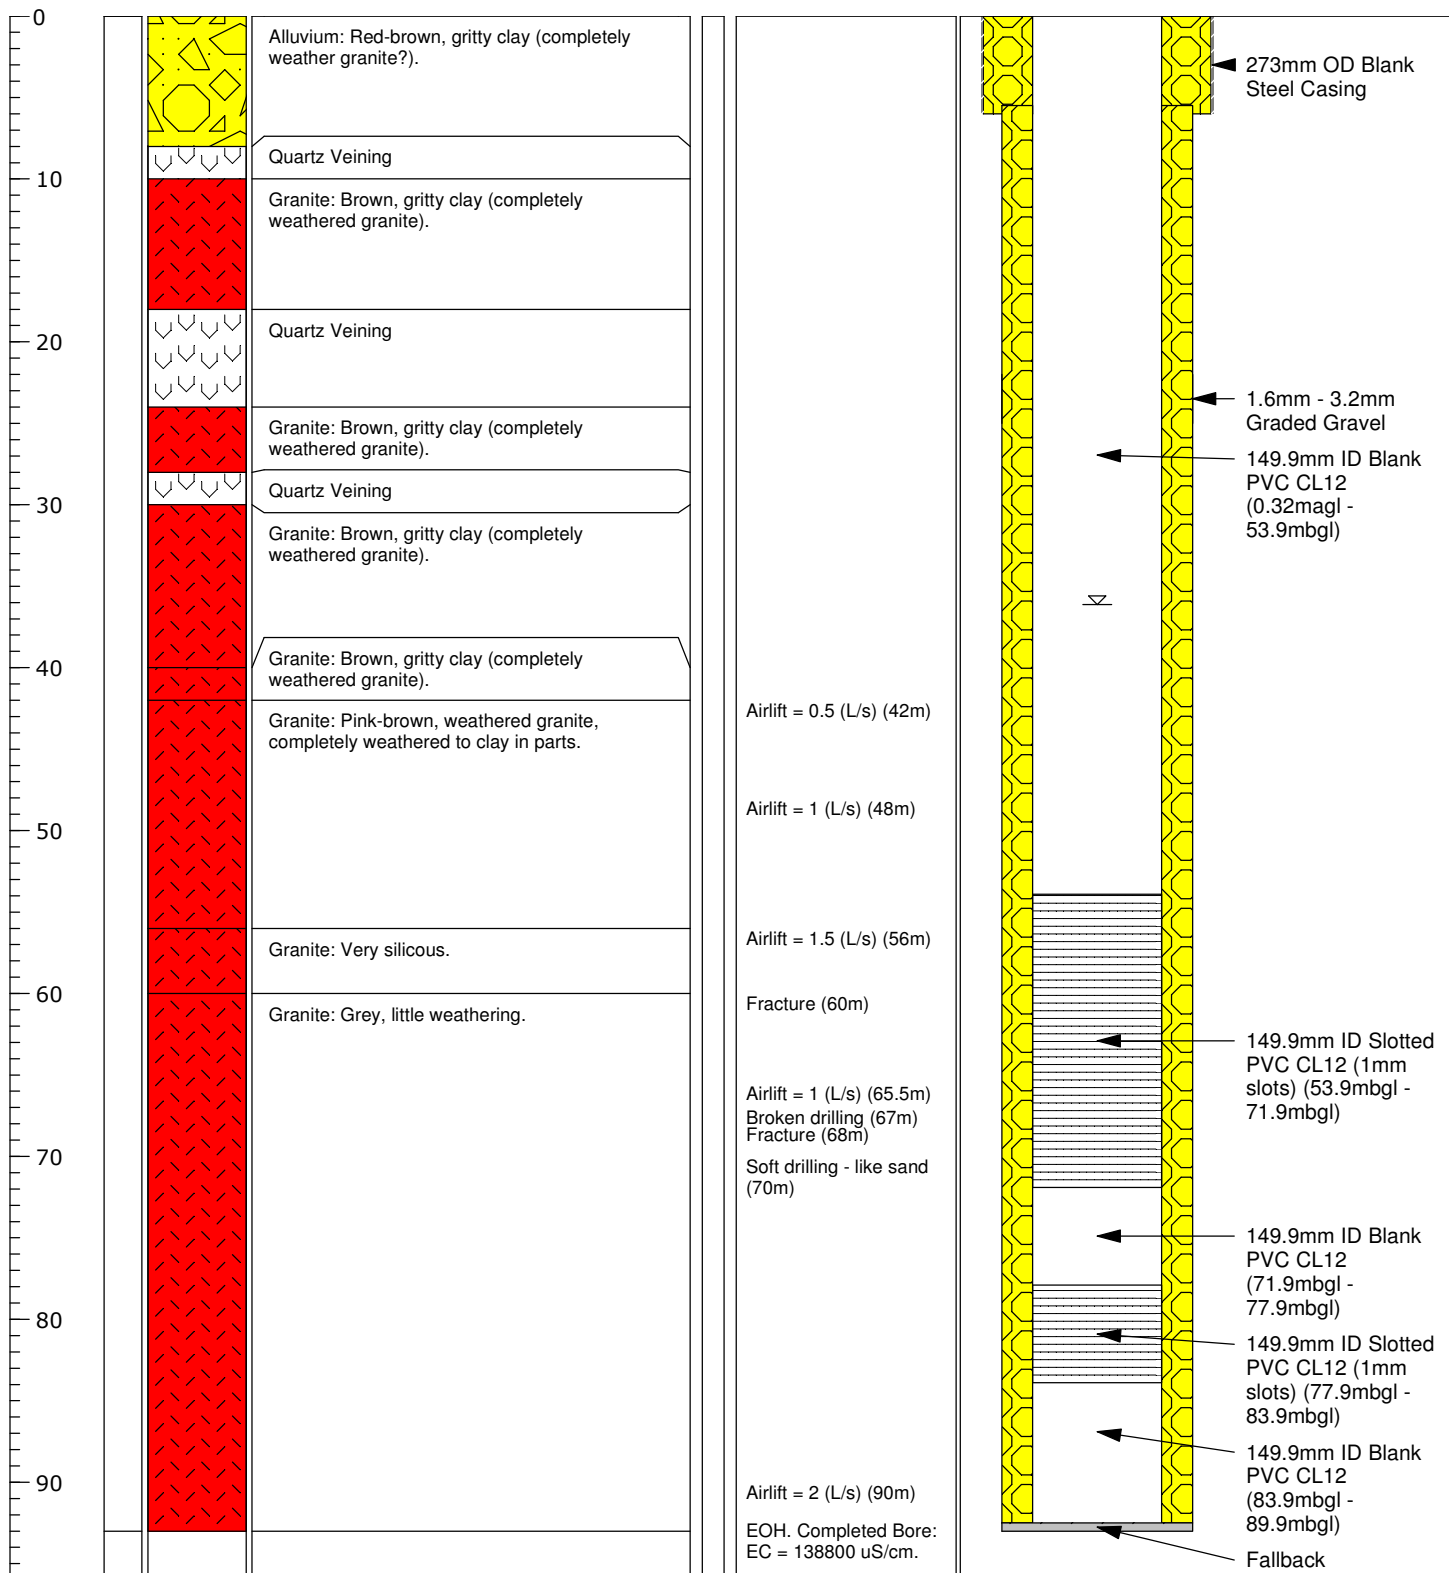 0
10
20
30
40
50
60
70
80
90
Alluvium: Red-brown, gritty clay (completely
weather granite?).
Quartz Veining
Granite: Brown, gritty clay (completely
weathered granite).
Quartz Veining
Granite: Brown, gritty clay (completely
weathered granite).
Quartz Veining
Granite: Brown, gritty clay (completely
weathered granite).
Granite: Brown, gritty clay (completely
weathered granite).
Granite: Pink-brown, weathered granite,
completely weathered to clay in parts.
Granite: Very silicous.
Granite: Grey, little weathering.
Airlift = 0.5 (L/s) (42m)
Airlift = 1 (L/s) (48m)
Airlift = 1.5 (L/s) (56m)
Fracture (60m)
Airlift = 1 (L/s) (65.5m)
Broken drilling (67m)
Fracture (68m)
Soft drilling - like sand
(70m)
Airlift = 2 (L/s) (90m)
EOH. Completed Bore:
EC = 138800 uS/cm.
273mm OD Blank
Steel Casing
1.6mm - 3.2mm
Graded Gravel
149.9mm ID Blank
PVC CL12
(0.32magl -
53.9mbgl)
149.9mm ID Slotted
PVC CL12 (1mm
slots) (53.9mbgl -
71.9mbgl)
149.9mm ID Blank
PVC CL12
(71.9mbgl -
77.9mbgl)
149.9mm ID Slotted
PVC CL12 (1mm
slots) (77.9mbgl -
83.9mbgl)
149.9mm ID Blank
PVC CL12
(83.9mbgl -
89.9mbgl)
Fallback